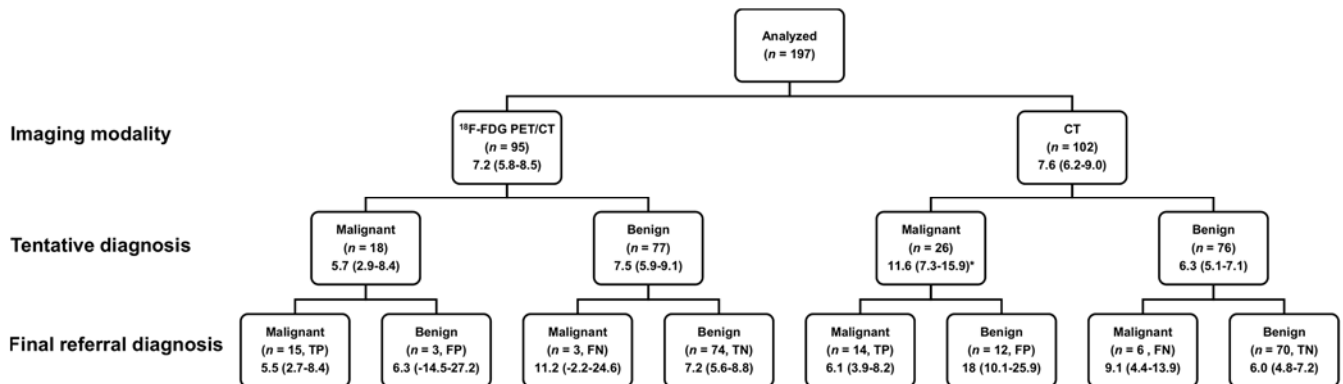 Analyzed
(n = 197)
Imaging modality
¹⁸F-FDG PET/CT
(n = 95)
7.2 (5.8-8.5)
CT
(n = 102)
7.6 (6.2-9.0)
Tentative diagnosis
Malignant
(n = 18)
5.7 (2.9-8.4)
Benign
(n = 77)
7.5 (5.9-9.1)
Malignant
(n = 26)
11.6 (7.3-15.9)*
Benign
(n = 76)
6.3 (5.1-7.1)
Final referral diagnosis
Malignant
(n = 15, TP)
5.5 (2.7-8.4)
Benign
(n = 3, FP)
6.3 (-14.5-27.2)
Malignant
(n = 3, FN)
11.2 (-2.2-24.6)
Benign
(n = 74, TN)
7.2 (5.6-8.8)
Malignant
(n = 14, TP)
6.1 (3.9-8.2)
Benign
(n = 12, FP)
18 (10.1-25.9)
Malignant
(n = 6 , FN)
9.1 (4.4-13.9)
Benign
(n = 70, TN)
6.0 (4.8-7.2)